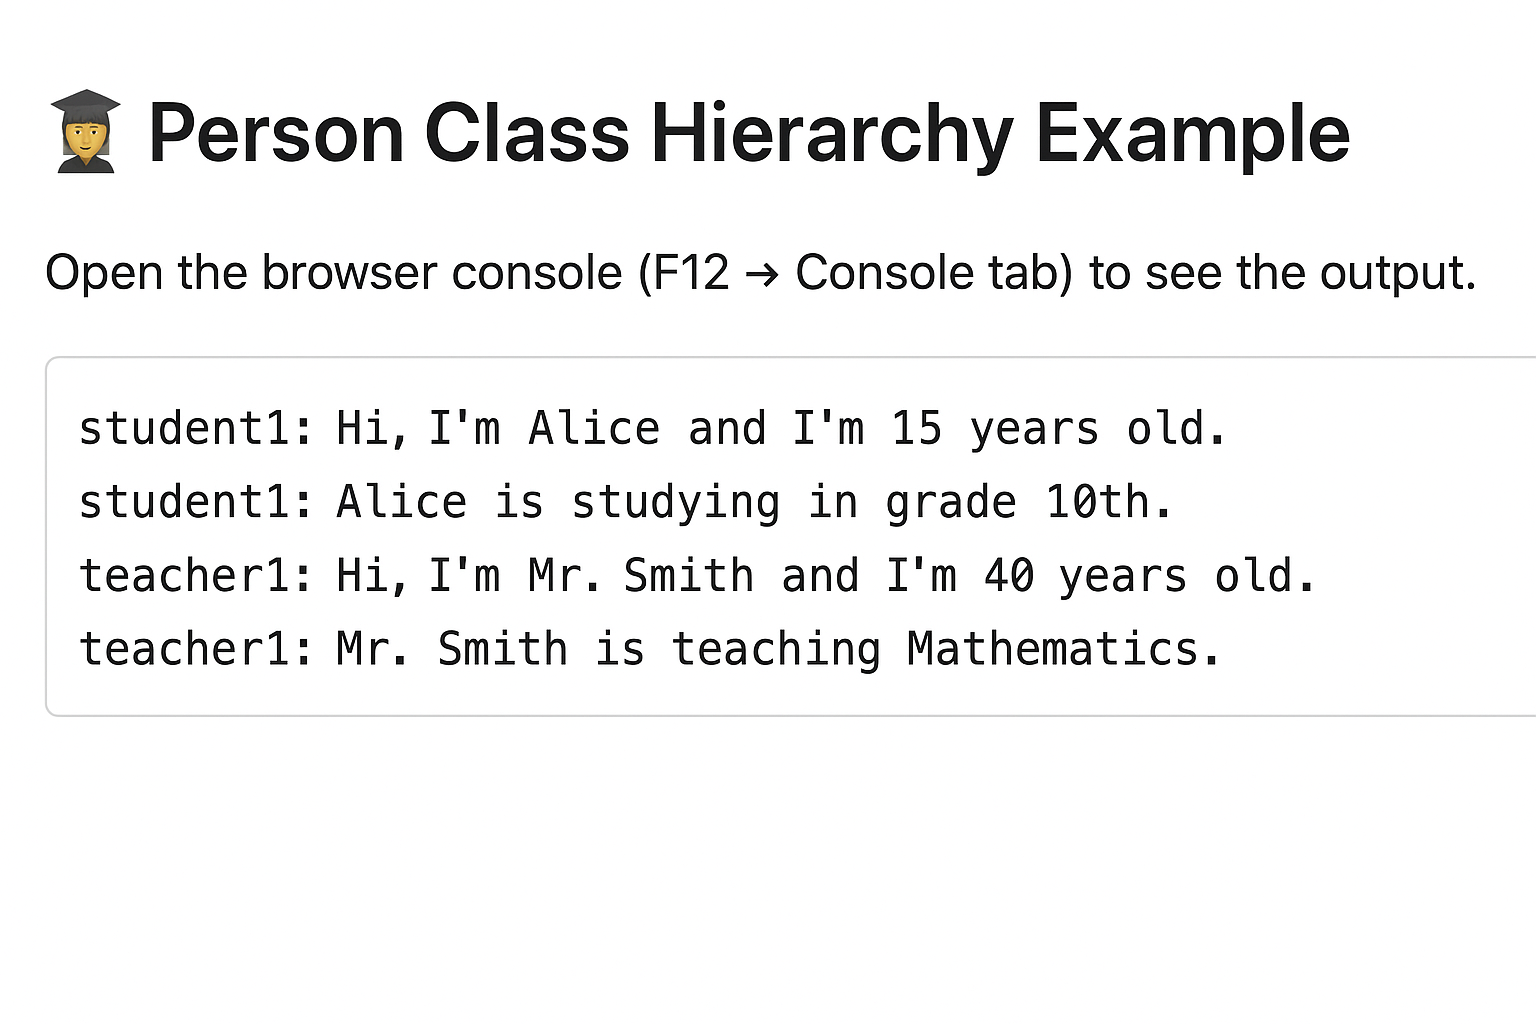 Person Class Hierarchy Example
Open the browser console (F12 → Console tab) to see the output.
student1: Hi, I'm Alice and I'm 15 years old.
student1: Alice is studying in grade 10th.
teacher1: Hi, I'm Mr. Smith and I'm 40 years old.
teacher1: Mr. Smith is teaching Mathematics.